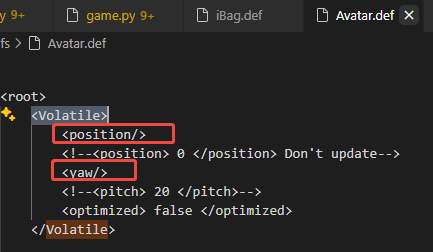 y 9+ game.py 9+ iBag.def Avatar.def
fs > Avatar.def
<root>
<Volatile>
<position/>
<!--<position> 0 </position> Don't update-->
<yaw/>
<!--<pitch> 20 </pitch>-->
<optimized> false </optimized>
</Volatile>